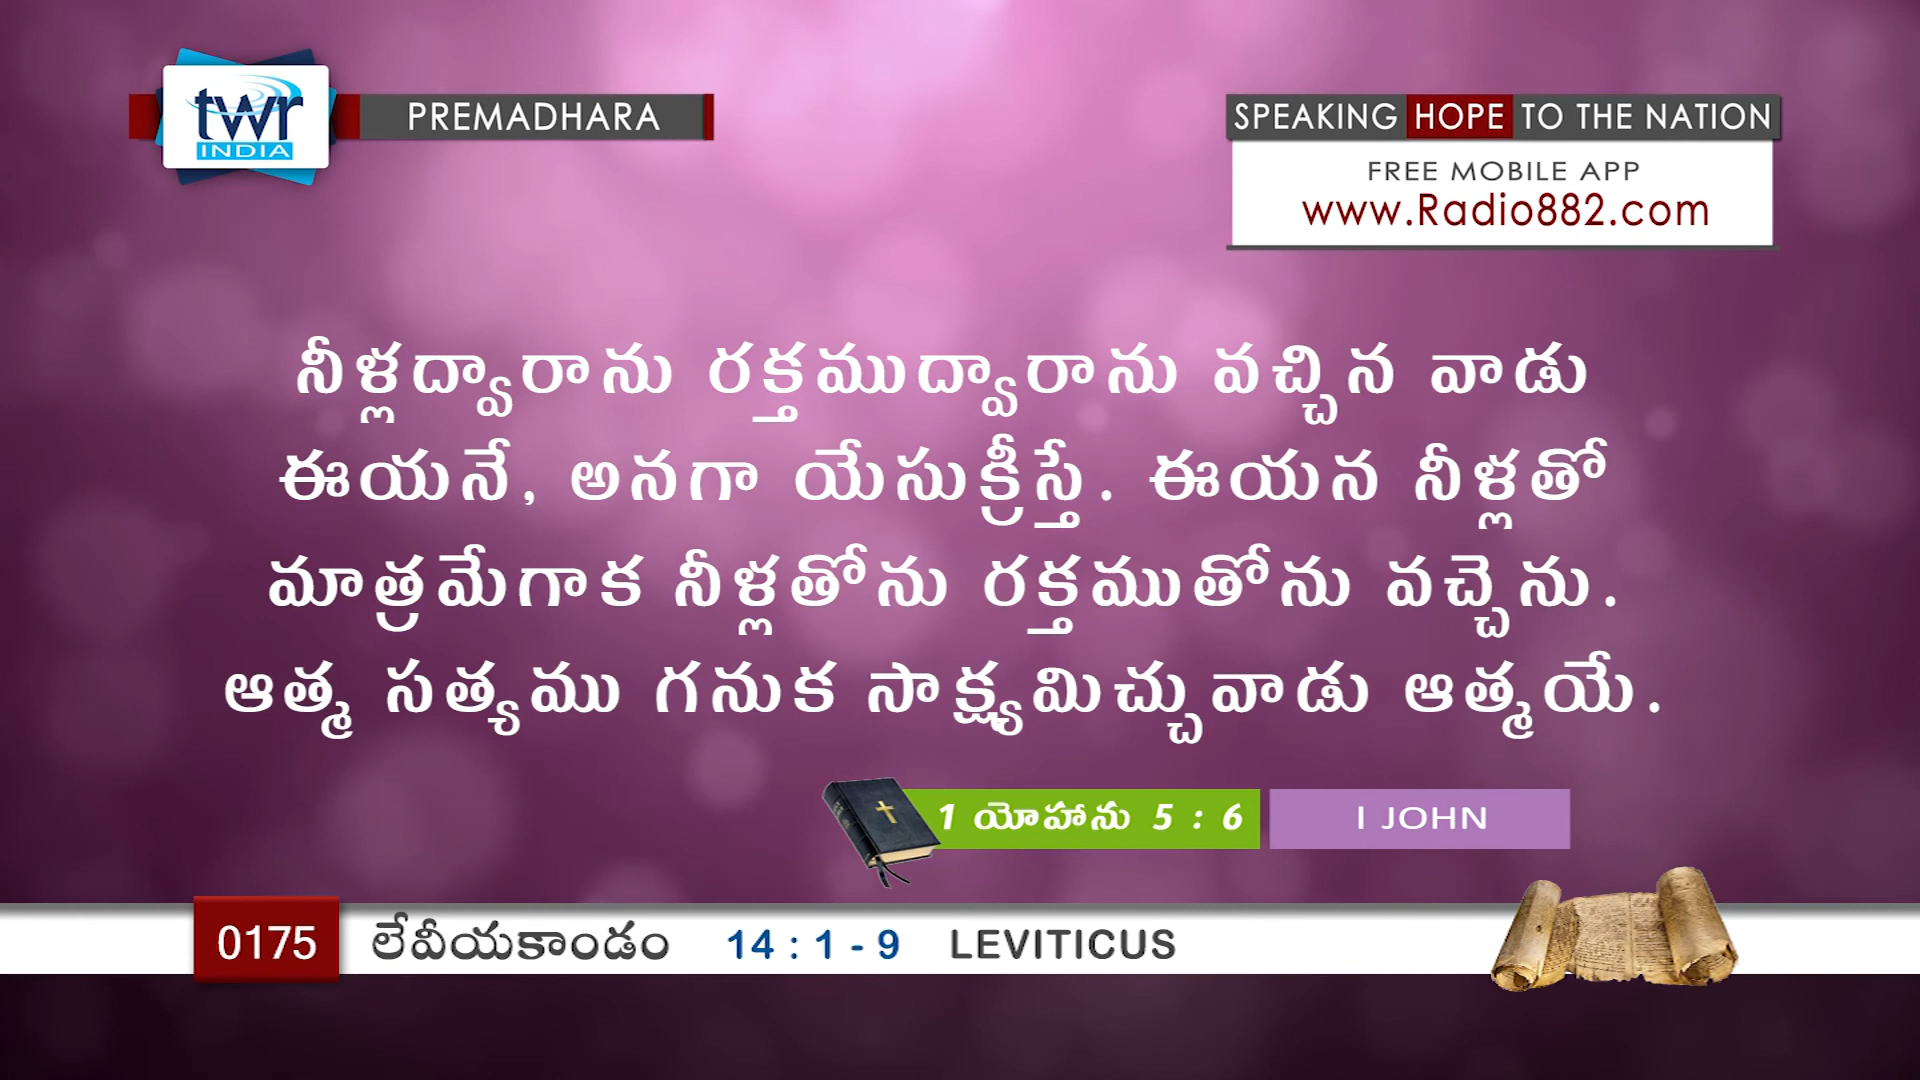 twr
INDIA
PREMADHARA
SPEAKING HOPE TO THE NATION
FREE MOBILE APP
www.Radio882.com
నీళ్లద్వారాను రక్తముద్వారాను వచ్చిన వాడు
ఈయనే, అనగా యేసుక్రీస్తే. ఈయన నీళ్లతో
మాత్రమేగాక నీళ్లతోను రక్తముతోను వచ్చెను.
ఆత్మ సత్యము గనుక సాక్ష్యమిచ్చువాడు ఆత్మయే.
1 యోహాను 5 : 6 I JOHN
0175 లేవీయకాండం 14 : 1 - 9 LEVITICUS